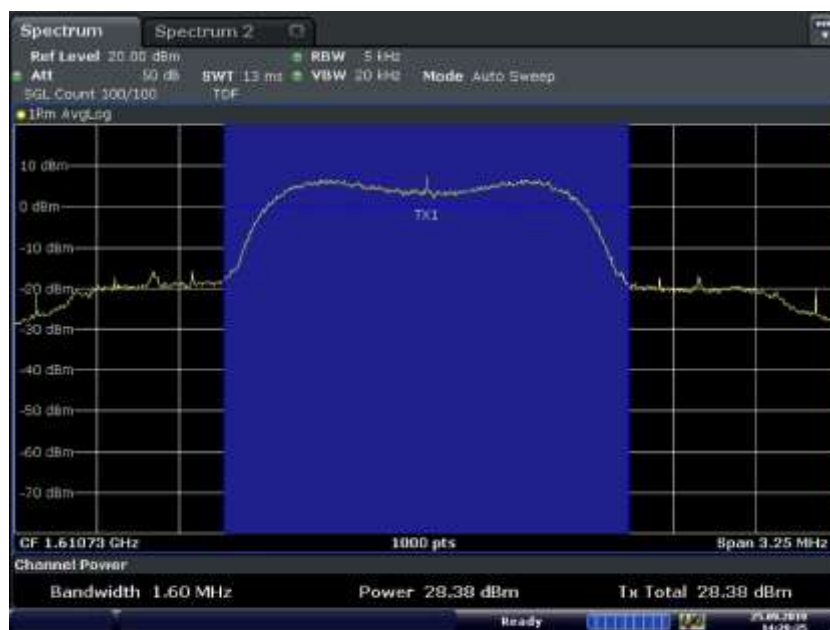 Spectrum Spectrum 2
Ref Level 20.00 dBm RBW 5 kHz
Att 50 dB SWT 13 ms VBW 20 kHz Mode Auto Sweep
SGL Count 100/100 TDF
1Rm AvgLog
10 dBm
0 dBm
TX1
-10 dBm
-20 dBm
-30 dBm
-40 dBm
-50 dBm
-60 dBm
-70 dBm
CF 1.61073 GHz 1000 pts Span 3.25 MHz
Channel Power
Bandwidth 1.60 MHz Power 28.38 dBm Tx Total 28.38 dBm
Ready